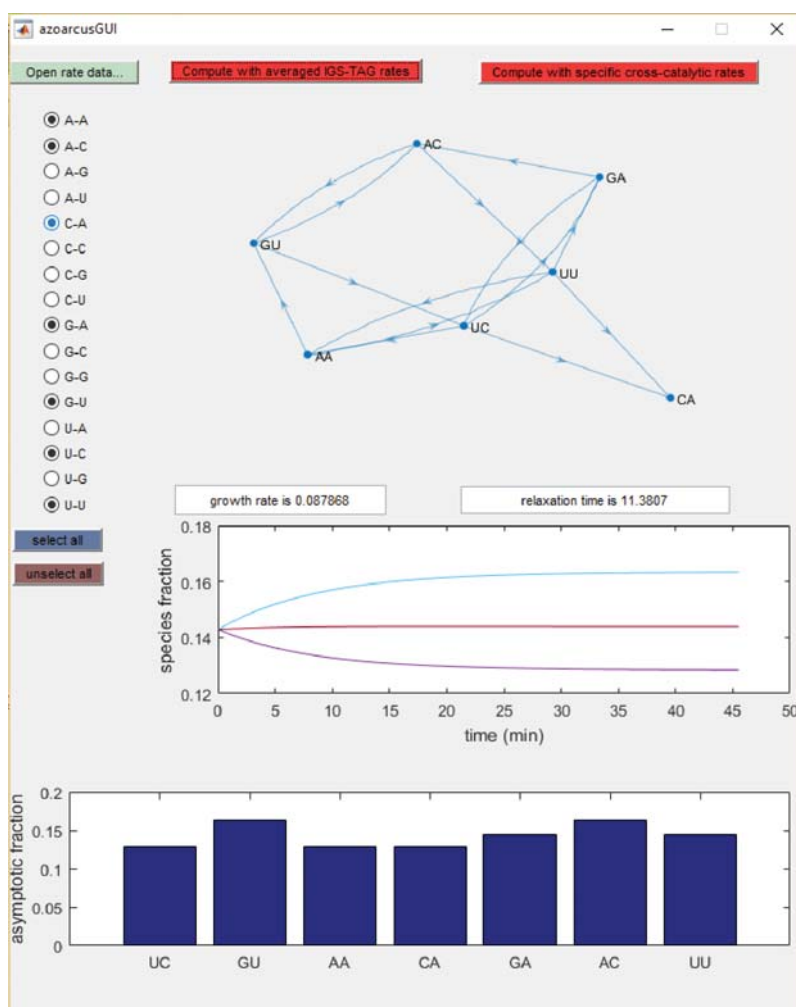 azoarcusGUI
Open rate data...
Compute with averaged IGS-TAG rates
Compute with specific cross-catalytic rates
A-A
A-C
A-G
A-U
C-A
C-C
C-G
C-U
G-A
G-C
G-G
G-U
U-A
U-C
U-G
U-U
select all
unselect all
AC
GA
GU
UU
UC
AA
CA
growth rate is 0.087868
relaxation time is 11.3807
species fraction
0.18
0.16
0.14
0.12
0 5 10 15 20 25 30 35 40 45 50
time (min)
asymptotic fraction
0.2
0.15
0.1
0.05
0
UC GU AA CA GA AC UU